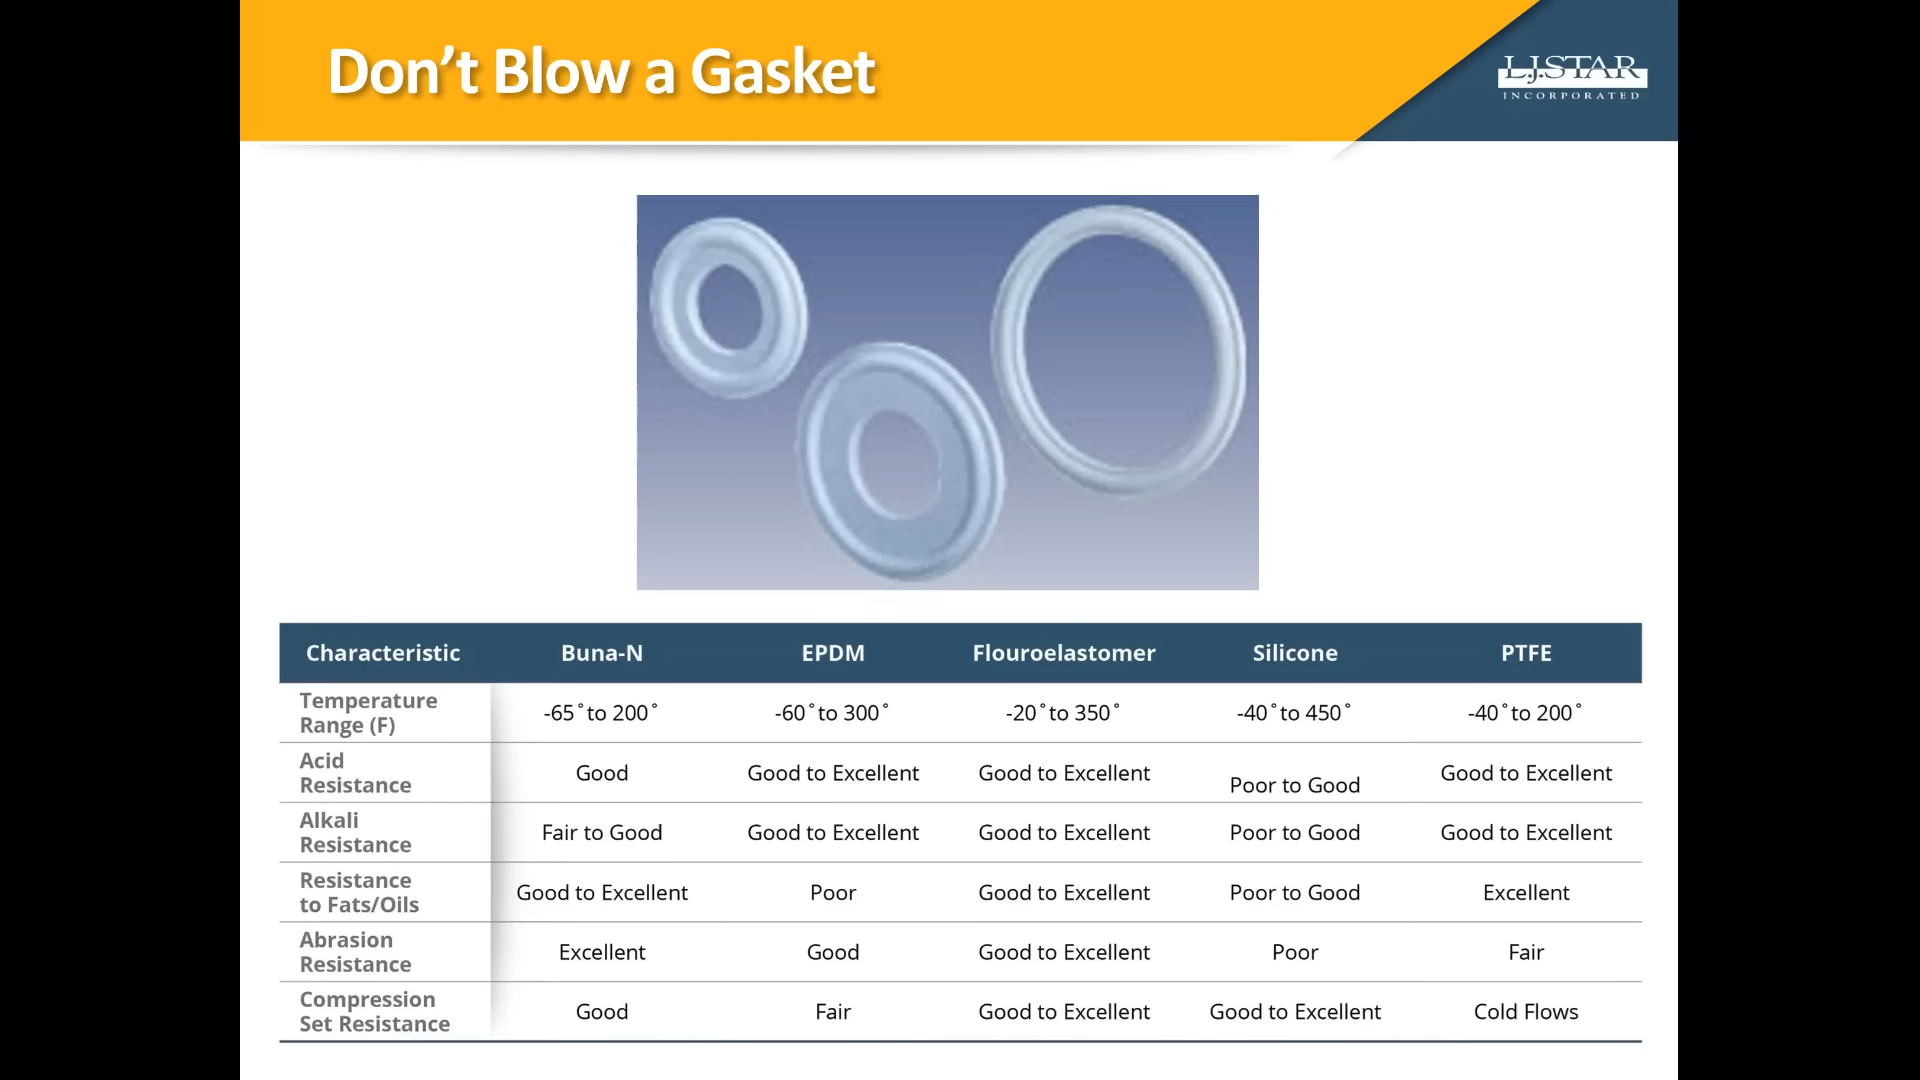 Don’t Blow a Gasket
L.J.STAR
INCORPORATED
Characteristic Buna-N EPDM Flouroelastomer Silicone PTFE
Temperature
Range (F) -65˚to 200˚ -60˚to 300˚ -20˚to 350˚ -40˚to 450˚ -40˚to 200˚
Acid
Resistance Good Good to Excellent Good to Excellent Poor to Good Good to Excellent
Alkali
Resistance Fair to Good Good to Excellent Good to Excellent Poor to Good Good to Excellent
Resistance
to Fats/Oils Good to Excellent Poor Good to Excellent Poor to Good Excellent
Abrasion
Resistance Excellent Good Good to Excellent Poor Fair
Compression
Set Resistance Good Fair Good to Excellent Good to Excellent Cold Flows